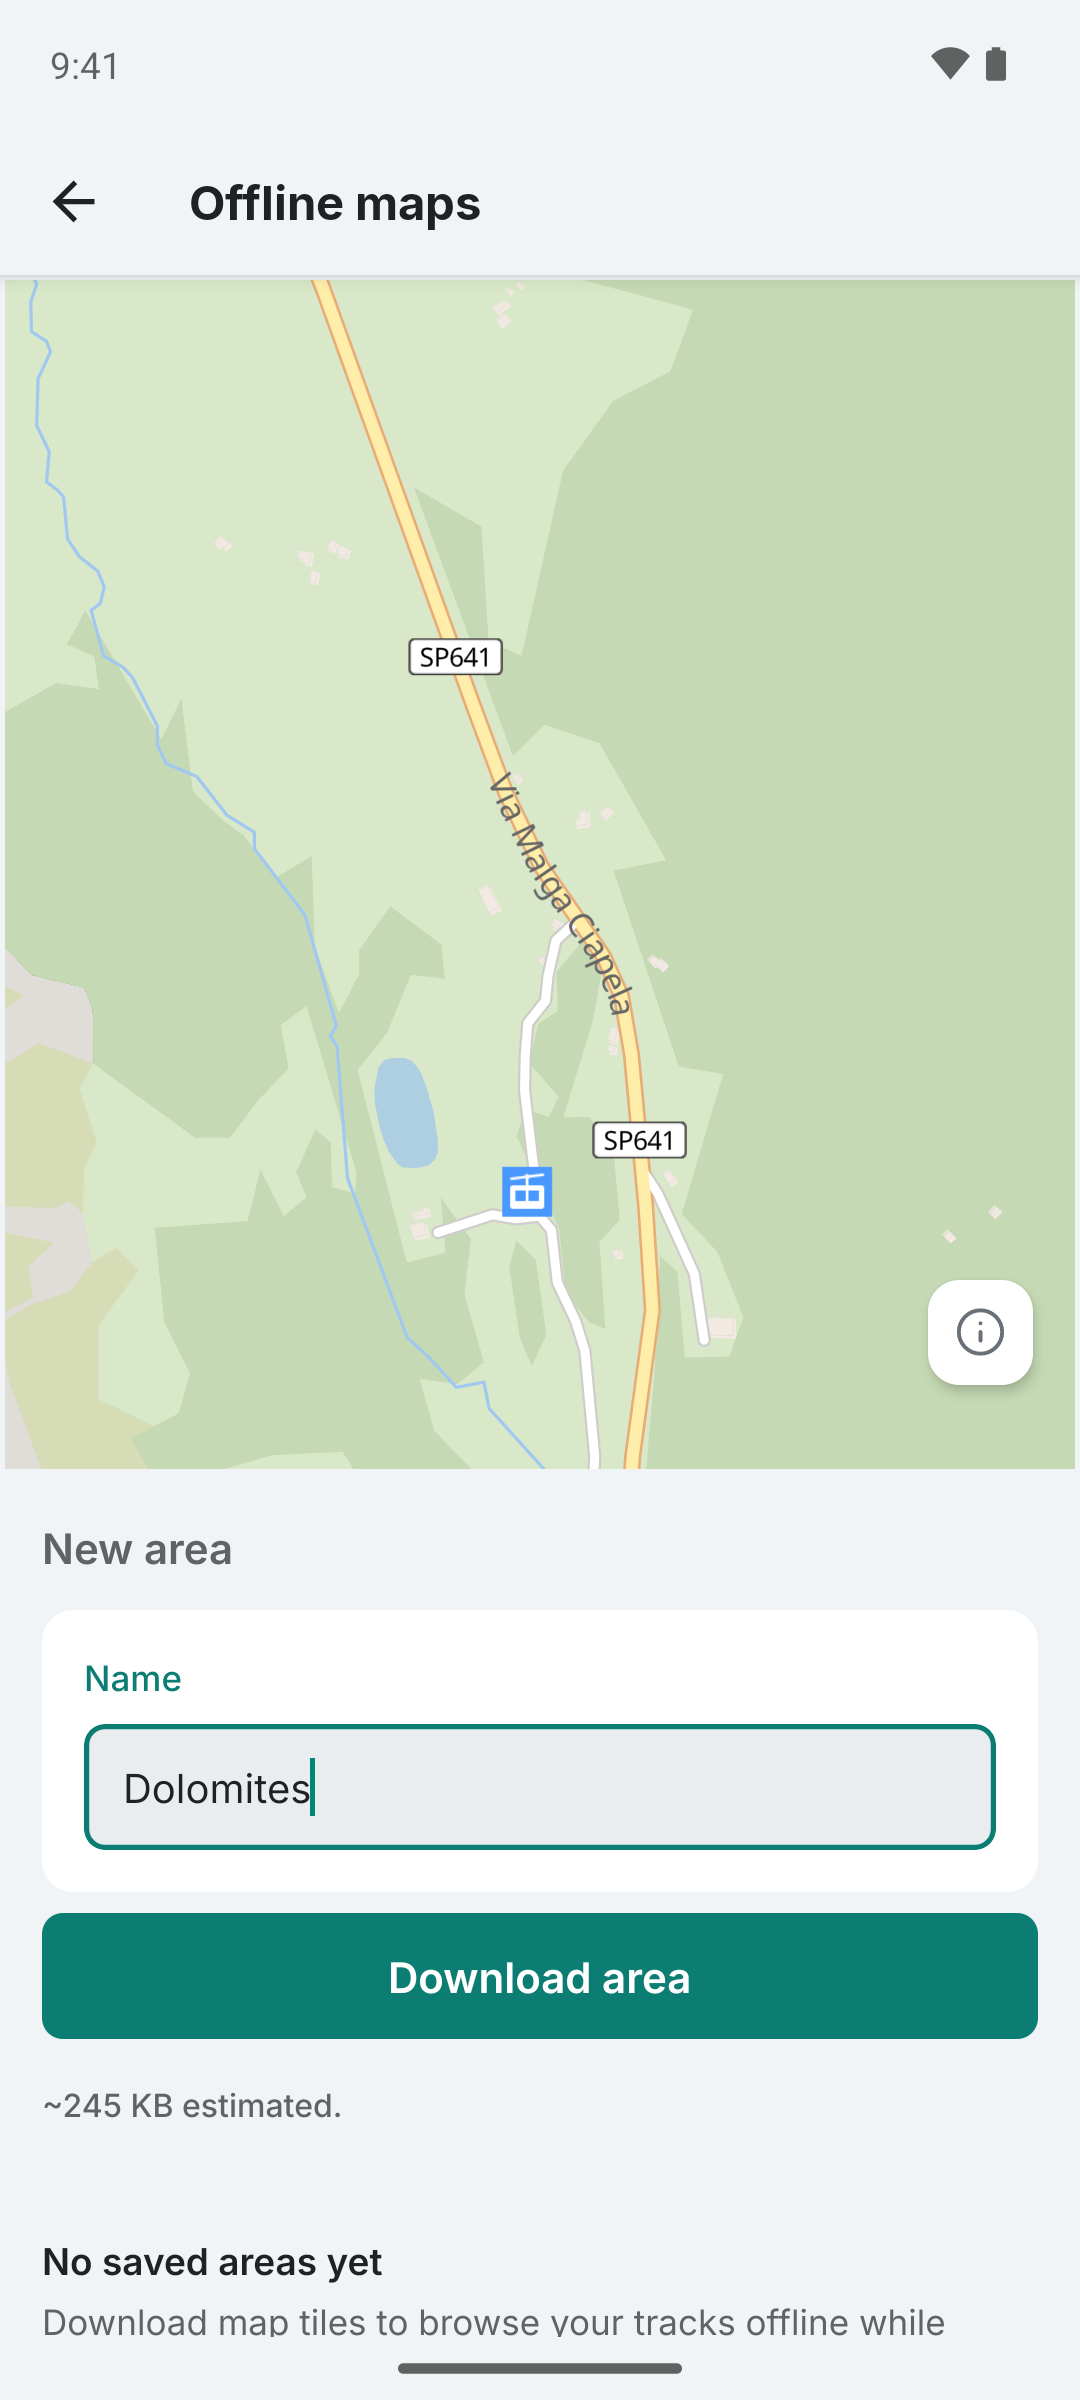 9:41
Offline maps
SP641
Via Malga Ciapela
SP641
New area
Name
Dolomites
Download area
~245 KB estimated.
No saved areas yet
Download map tiles to browse your tracks offline while